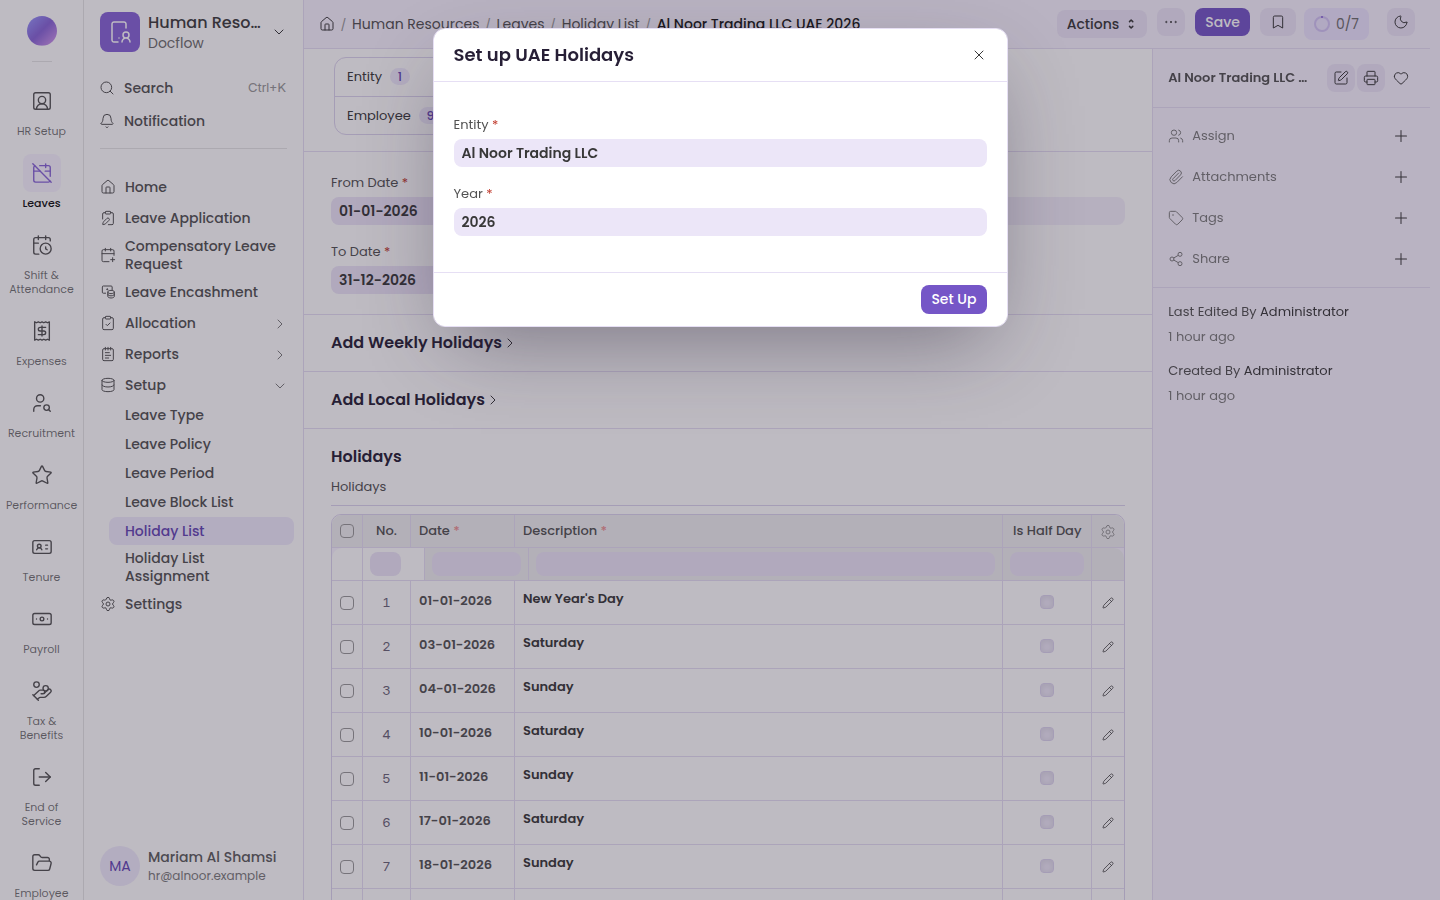 Human Reso...
Docflow
HR Setup
Leaves
Shift &
Attendance
Expenses
Recruitment
Performance
Tenure
Payroll
Tax &
Benefits
End of
Service
Employee
Search
Ctrl+K
Notification
Home
Leave Application
Compensatory Leave
Request
Leave Encashment
Allocation
Reports
Setup
Leave Type
Leave Policy
Leave Period
Leave Block List
Holiday List
Holiday List
Assignment
Settings
MA
Mariam Al Shamsi
hr@alnoor.example
/ Human Resources / Leaves / Holiday List / Al Noor Trading LLC UAE 2026
Actions
Save
0/7
Entity 1
Employee 9
From Date *
01-01-2026
To Date *
31-12-2026
Set up UAE Holidays
Entity *
Al Noor Trading LLC
Year *
2026
Set Up
Add Weekly Holidays
Add Local Holidays
Holidays
Holidays
No. Date * Description * Is Half Day
1 01-01-2026 New Year's Day
2 03-01-2026 Saturday
3 04-01-2026 Sunday
4 10-01-2026 Saturday
5 11-01-2026 Sunday
6 17-01-2026 Saturday
7 18-01-2026 Sunday
Al Noor Trading LLC ...
Assign
Attachments
Tags
Share
Last Edited By Administrator
1 hour ago
Created By Administrator
1 hour ago